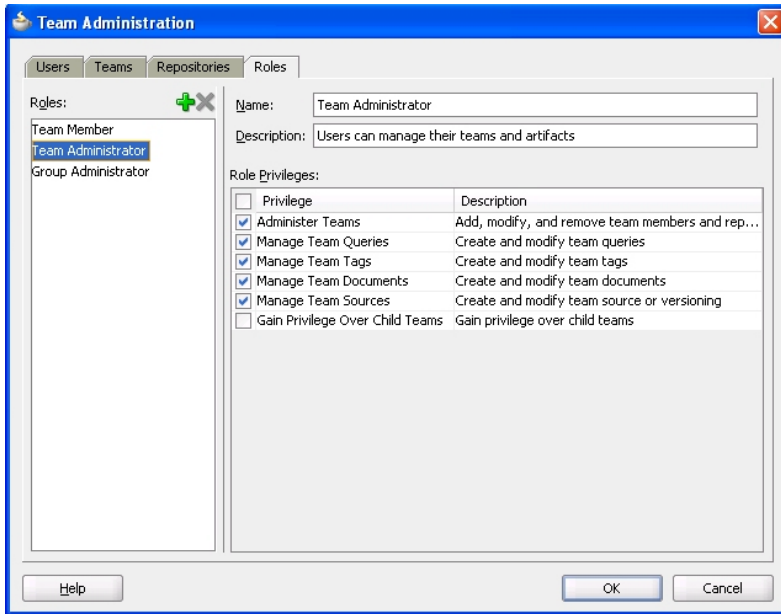 Team Administration
Users Teams Repositories Roles
Roles:
Team Member
Team Administrator
Group Administrator
Name: Team Administrator
Description: Users can manage their teams and artifacts
Role Privileges:
Privilege Description
Administer Teams Add, modify, and remove team members and rep...
Manage Team Queries Create and modify team queries
Manage Team Tags Create and modify team tags
Manage Team Documents Create and modify team documents
Manage Team Sources Create and modify team source or versioning
Gain Privilege Over Child Teams Gain privilege over child teams
Help OK Cancel